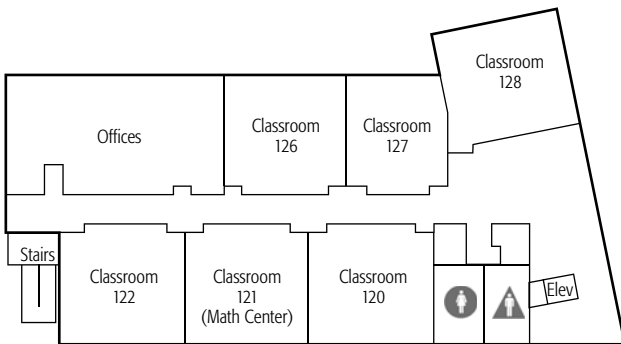 Classroom
128
Offices
Classroom
126
Classroom
127
Stairs
Classroom
122
Classroom
121
(Math Center)
Classroom
120
Elev